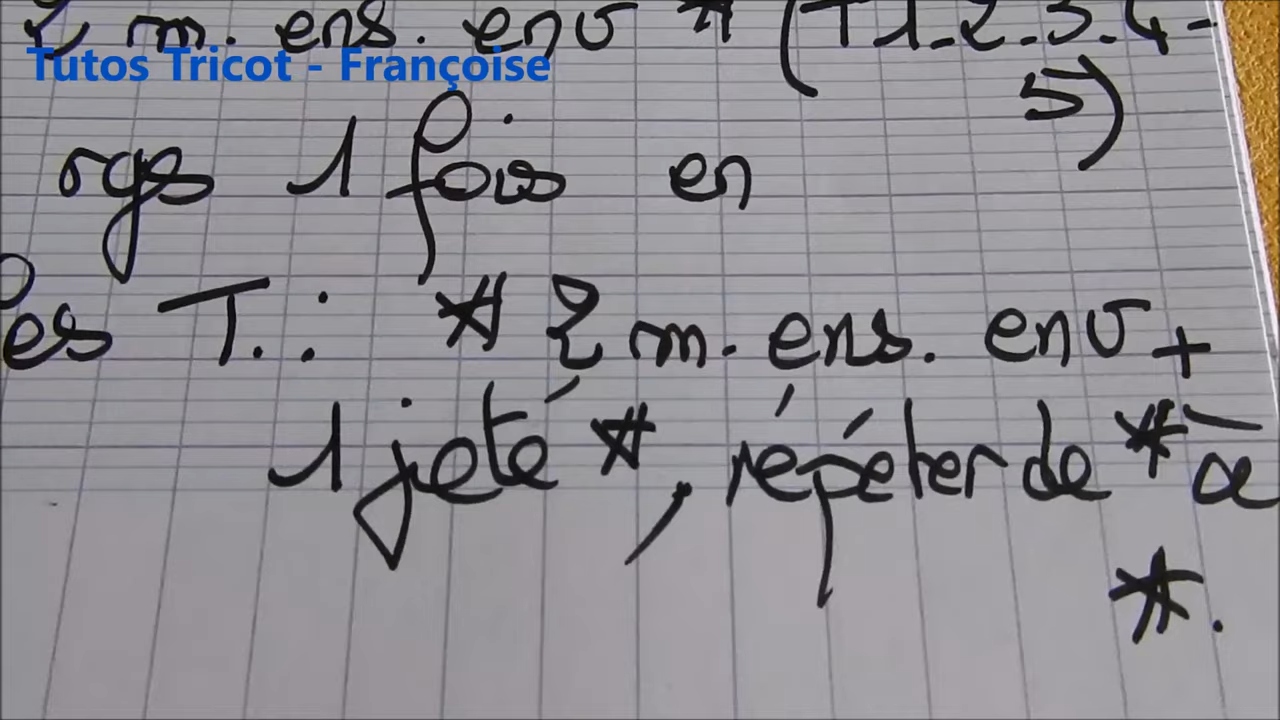 2 m. ens. env * (T1-2-3-4-
Tutos Tricot - Françoise
5)
rgs 1 fois en
es T. : * 2 m. ens. env +
1 jeté *, répéter de * à
*.